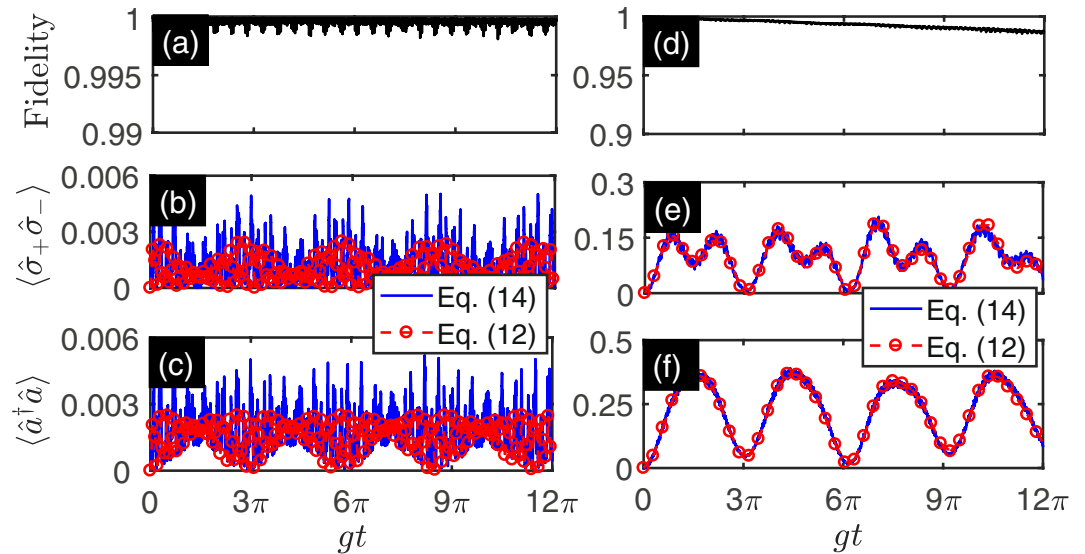 Fidelity
1
0.995
0.99
(a)
1
0.95
0.9
(d)
⟨σ̂₊σ̂₋⟩
0.006
0.003
0
(b)
0.3
0.15
0
(e)
Eq. (14)
Eq. (12)
Eq. (14)
Eq. (12)
⟨â†â⟩
0.006
0.003
0
(c)
0.5
0.25
0
(f)
0 3π 6π 9π 12π
gt
0 3π 6π 9π 12π
gt